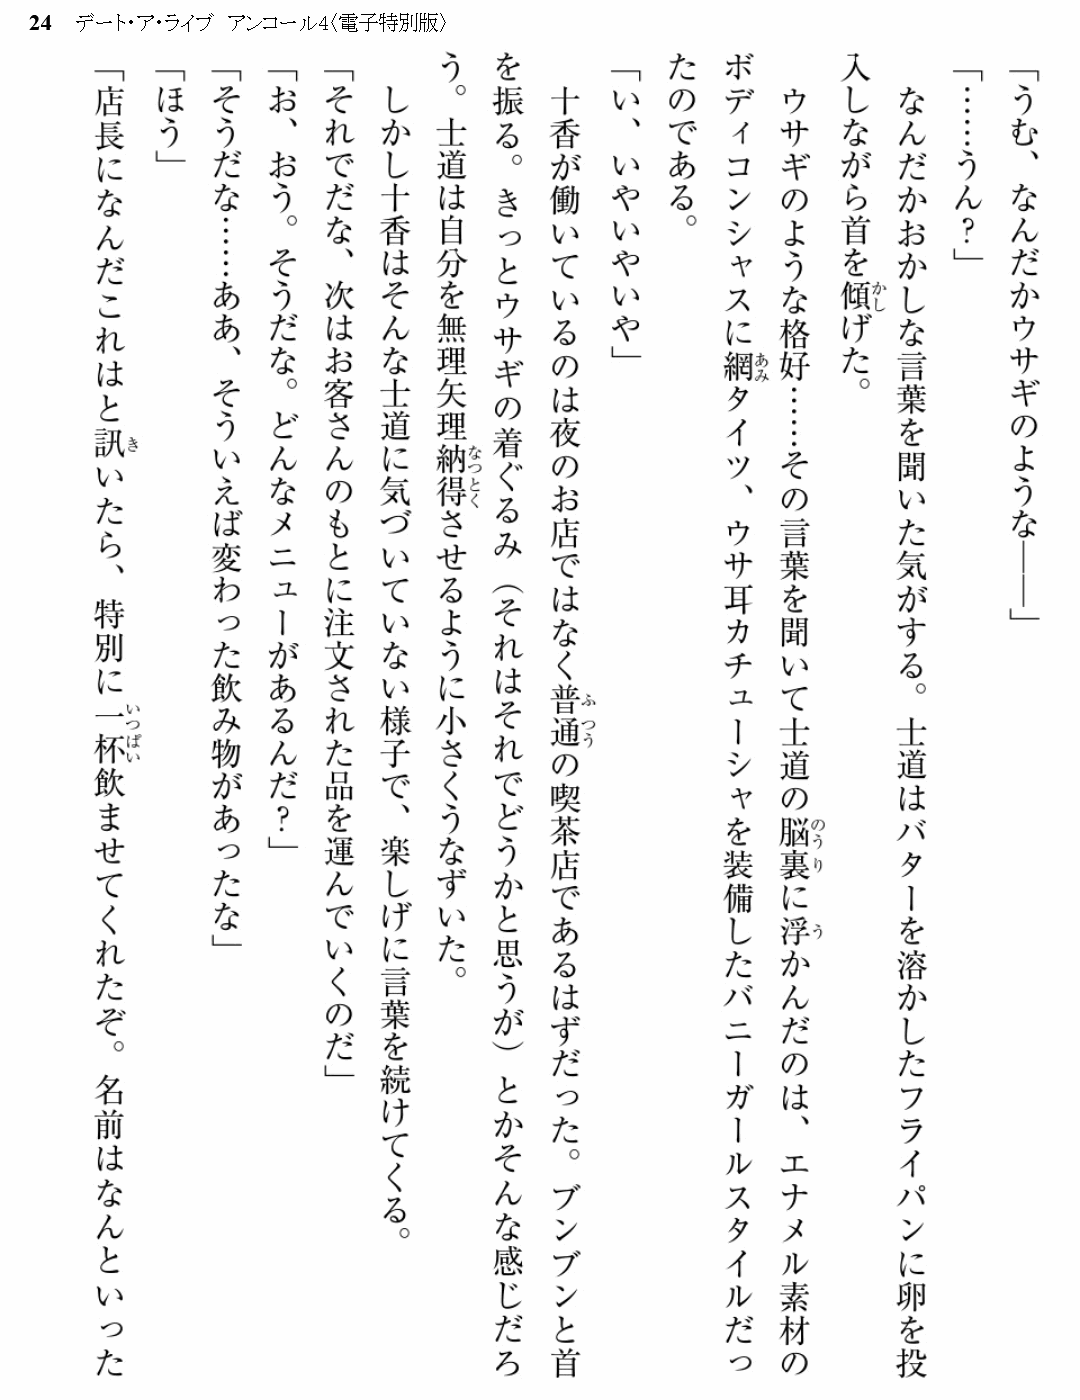 24 デート・ア・ライブ アンコール4〈電子特別版〉
「うむ、なんだかウサギのような――」
「……うん？」
なんだかおかしな言葉を聞いた気がする。士道はバターを溶かしたフライパンに卵を投
入しながら首を傾げた。
ウサギのような格好……その言葉を聞いて士道の脳裏に浮かんだのは、エナメル素材の
ボディコンシャスに網タイツ、ウサ耳カチューシャを装備したバニーガールスタイルだっ
たのである。
「い、いやいやいや」
十香が働いているのは夜のお店ではなく普通の喫茶店であるはずだった。ブンブンと首
を振る。きっとウサギの着ぐるみ（それはそれでどうかと思うが）とかそんな感じだろ
う。士道は自分を無理矢理納得させるように小さくうなずいた。
しかし十香はそんな士道に気づいていない様子で、楽しげに言葉を続けてくる。
「それでだな、次はお客さんのもとに注文された品を運んでいくのだ」
「お、おう。そうだな。どんなメニューがあるんだ？」
「そうだな……ああ、そういえば変わった飲み物があったな」
「ほう」
「店長になんだこれはと訊いたら、特別に一杯飲ませてくれたぞ。名前はなんといった